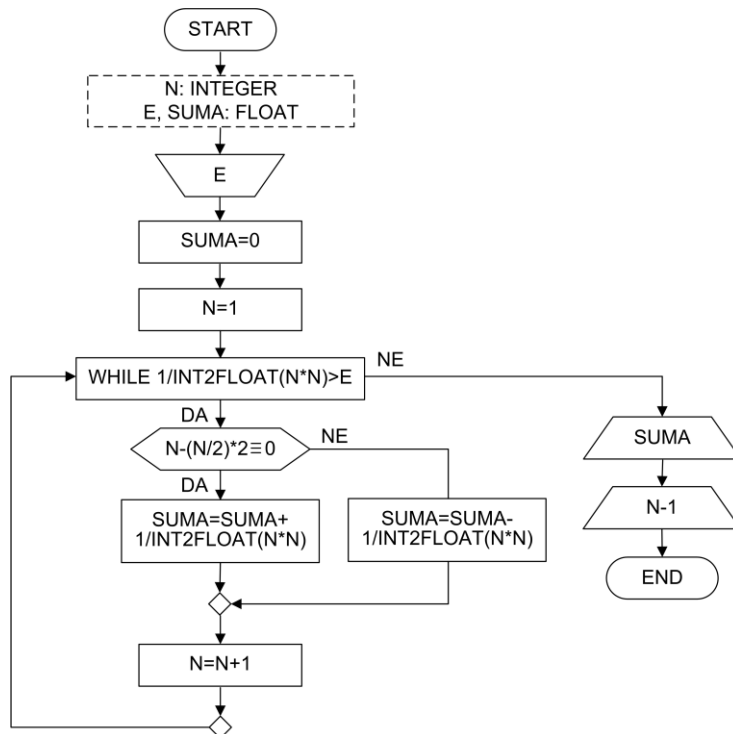 START
N: INTEGER
E, SUMA: FLOAT
E
SUMA=0
N=1
WHILE 1/INT2FLOAT(N*N)>E
NE
DA
N-(N/2)*2≡0
NE
DA
SUMA=SUMA+
1/INT2FLOAT(N*N)
SUMA=SUMA-
1/INT2FLOAT(N*N)
N=N+1
SUMA
N-1
END